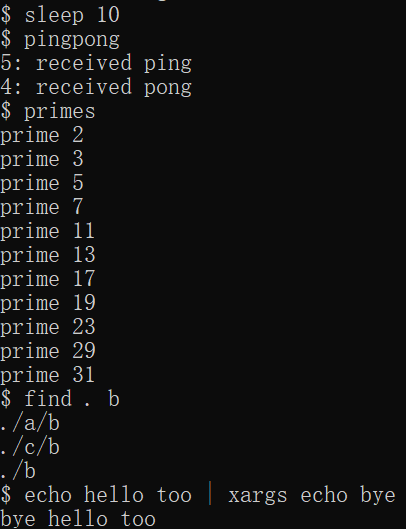 $ sleep 10
$ pingpong
5: received ping
4: received pong
$ primes
prime 2
prime 3
prime 5
prime 7
prime 11
prime 13
prime 17
prime 19
prime 23
prime 29
prime 31
$ find . b
./a/b
./c/b
./b
$ echo hello too | xargs echo bye
bye hello too